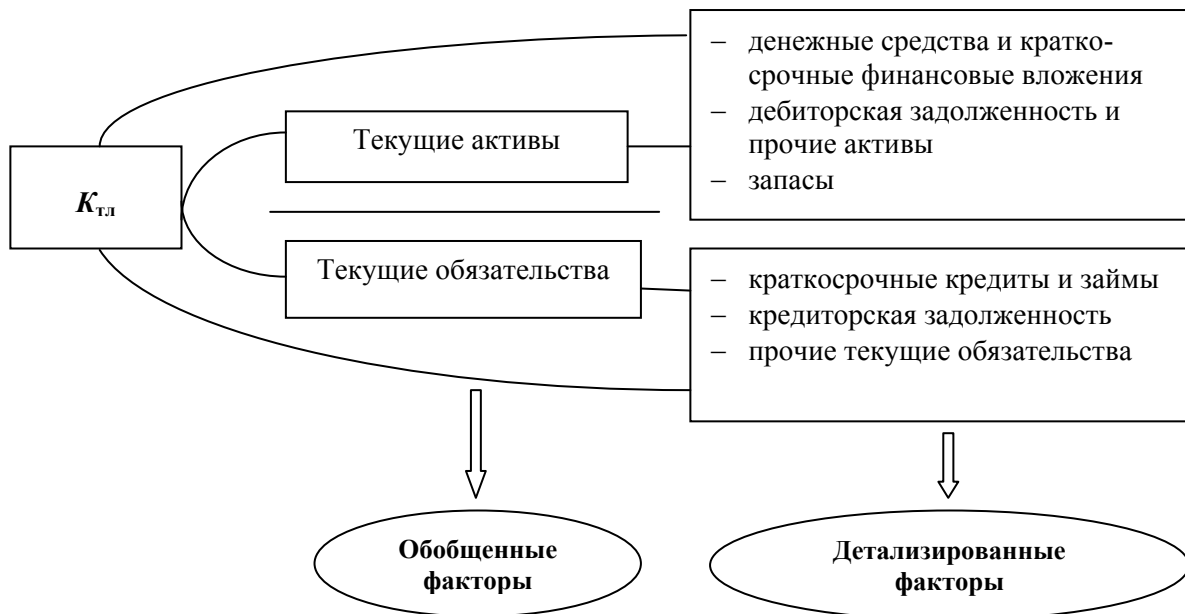 – денежные средства и кратко-
срочные финансовые вложения
– дебиторская задолженность и
прочие активы
– запасы
Текущие активы
Kтл
Текущие обязательства
– краткосрочные кредиты и займы
– кредиторская задолженность
– прочие текущие обязательства
Обобщенные
факторы
Детализированные
факторы